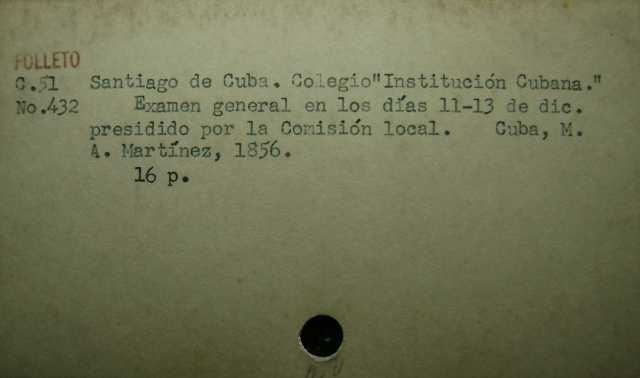 FOLLETO
C.51 Santiago de Cuba. Colegio"Institución Cubana."
No.432 Examen general en los días 11-13 de dic.
presidido por la Comisión local. Cuba, M.
A. Martínez, 1856.
16 p.